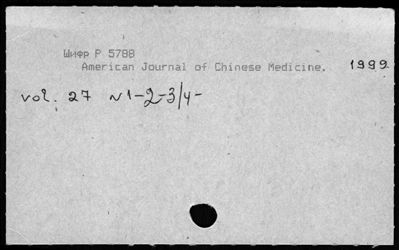 Шифр Р 5788
American Journal of Chinese Medicine. 1999
vol. 27 N1-2-3/4-